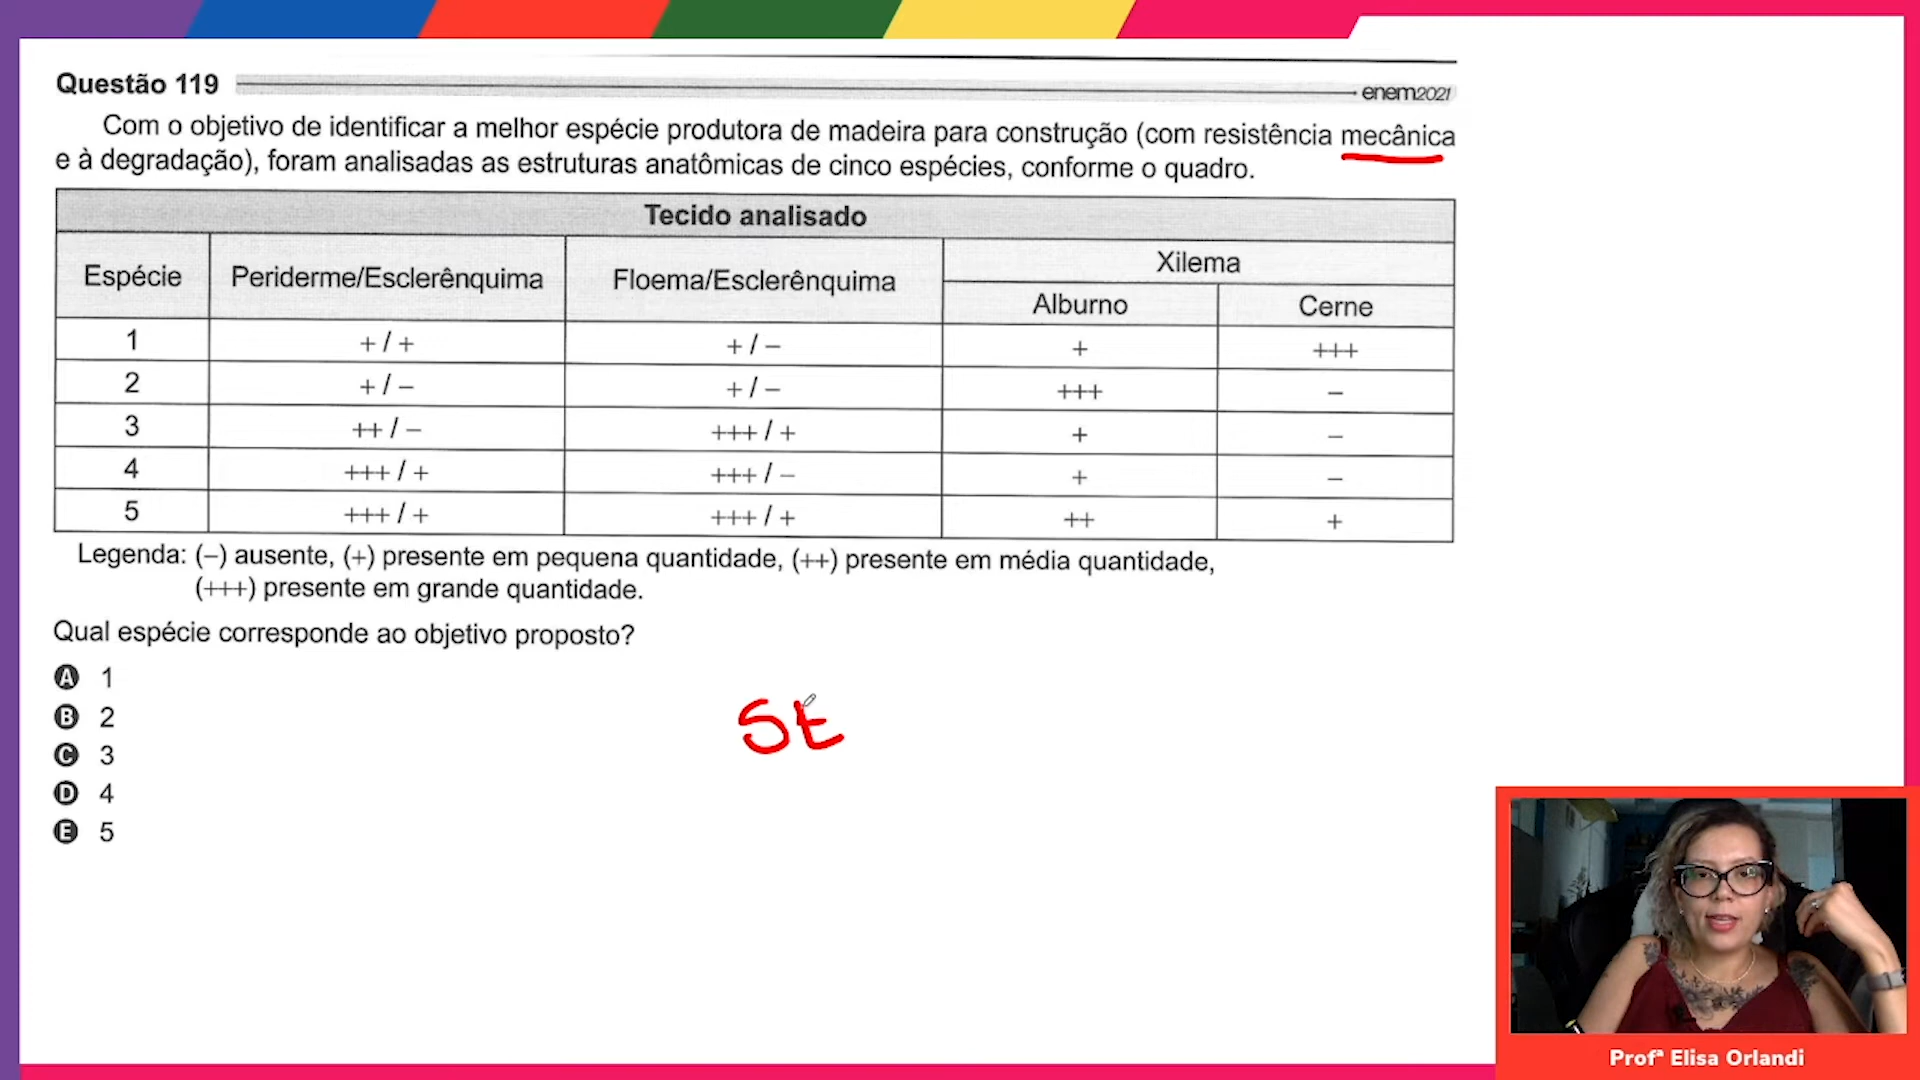 Questão 119
enem2021
Com o objetivo de identificar a melhor espécie produtora de madeira para construção (com resistência mecânica
e à degradação), foram analisadas as estruturas anatômicas de cinco espécies, conforme o quadro.
Tecido analisado
Espécie Periderme/Esclerênquima Floema/Esclerênquima Xilema
Alburno Cerne
1 + / + + / – + +++
2 + / – + / – +++ –
3 ++ / – +++ / + + –
4 +++ / + +++ / – + –
5 +++ / + +++ / + ++ +
Legenda: (–) ausente, (+) presente em pequena quantidade, (++) presente em média quantidade,
(+++) presente em grande quantidade.
Qual espécie corresponde ao objetivo proposto?
A 1
B 2
C 3
D 4
E 5
SE
Profª Elisa Orlandi